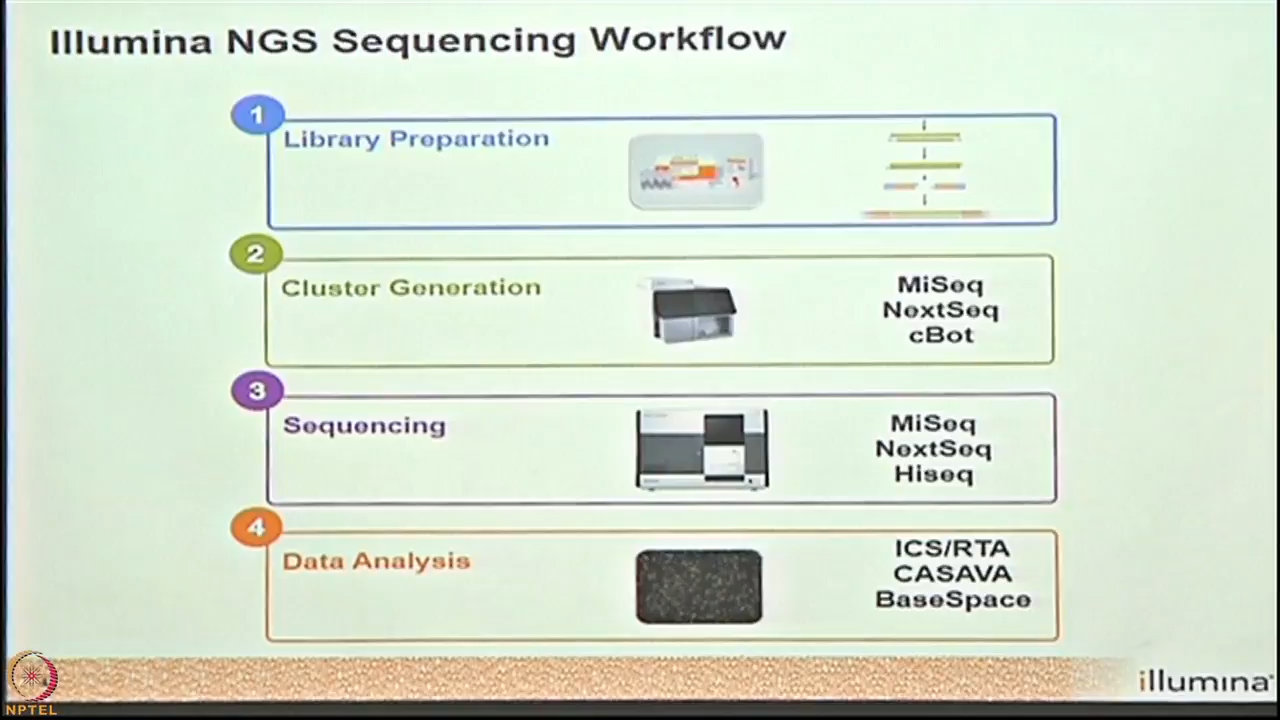 Illumina NGS Sequencing Workflow
1
Library Preparation
2
Cluster Generation
MiSeq
NextSeq
cBot
3
Sequencing
MiSeq
NextSeq
Hiseq
4
Data Analysis
ICS/RTA
CASAVA
BaseSpace
illumina
NPTEL